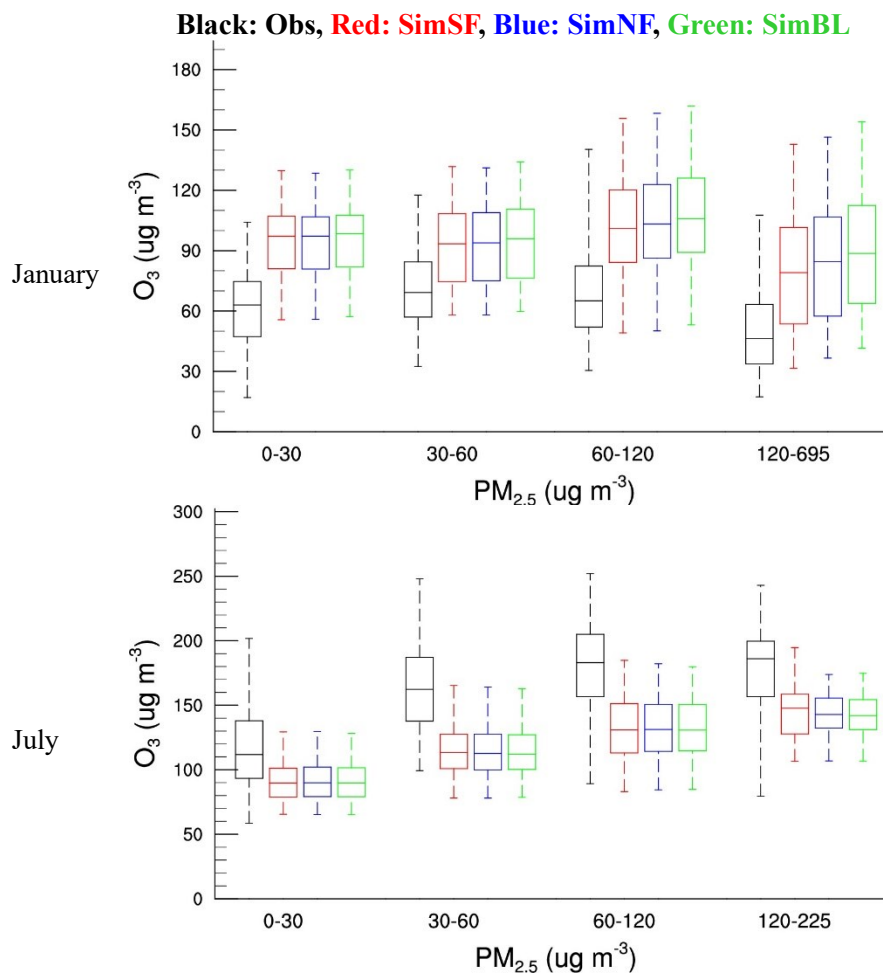 Black: Obs, Red: SimSF, Blue: SimNF, Green: SimBL
180
150
120
90
60
30
0
O3 (ug m-3)
January
0-30 30-60 60-120 120-695
PM2.5 (ug m-3)
300
250
200
150
100
50
0
O3 (ug m-3)
July
0-30 30-60 60-120 120-225
PM2.5 (ug m-3)